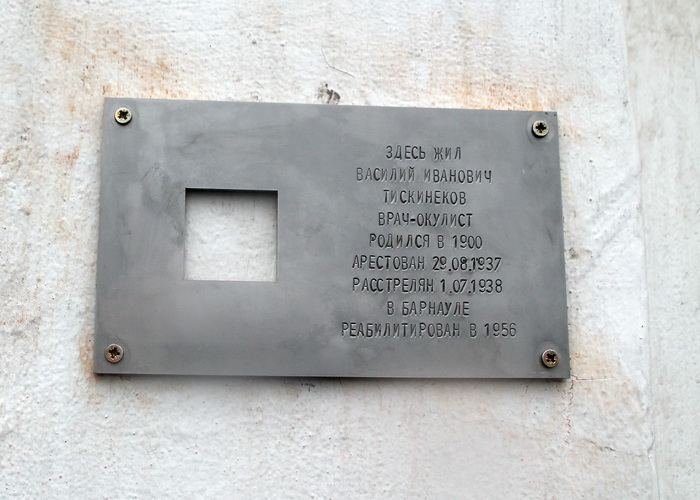 ЗДЕСЬ ЖИЛ
ВАСИЛИЙ ИВАНОВИЧ
ТИСКИНЕКОВ
ВРАЧ-ОКУЛИСТ
РОДИЛСЯ В 1900
АРЕСТОВАН 29.08.1937
РАССТРЕЛЯН 1.07.1938
В БАРНАУЛЕ
РЕАБИЛИТИРОВАН В 1956